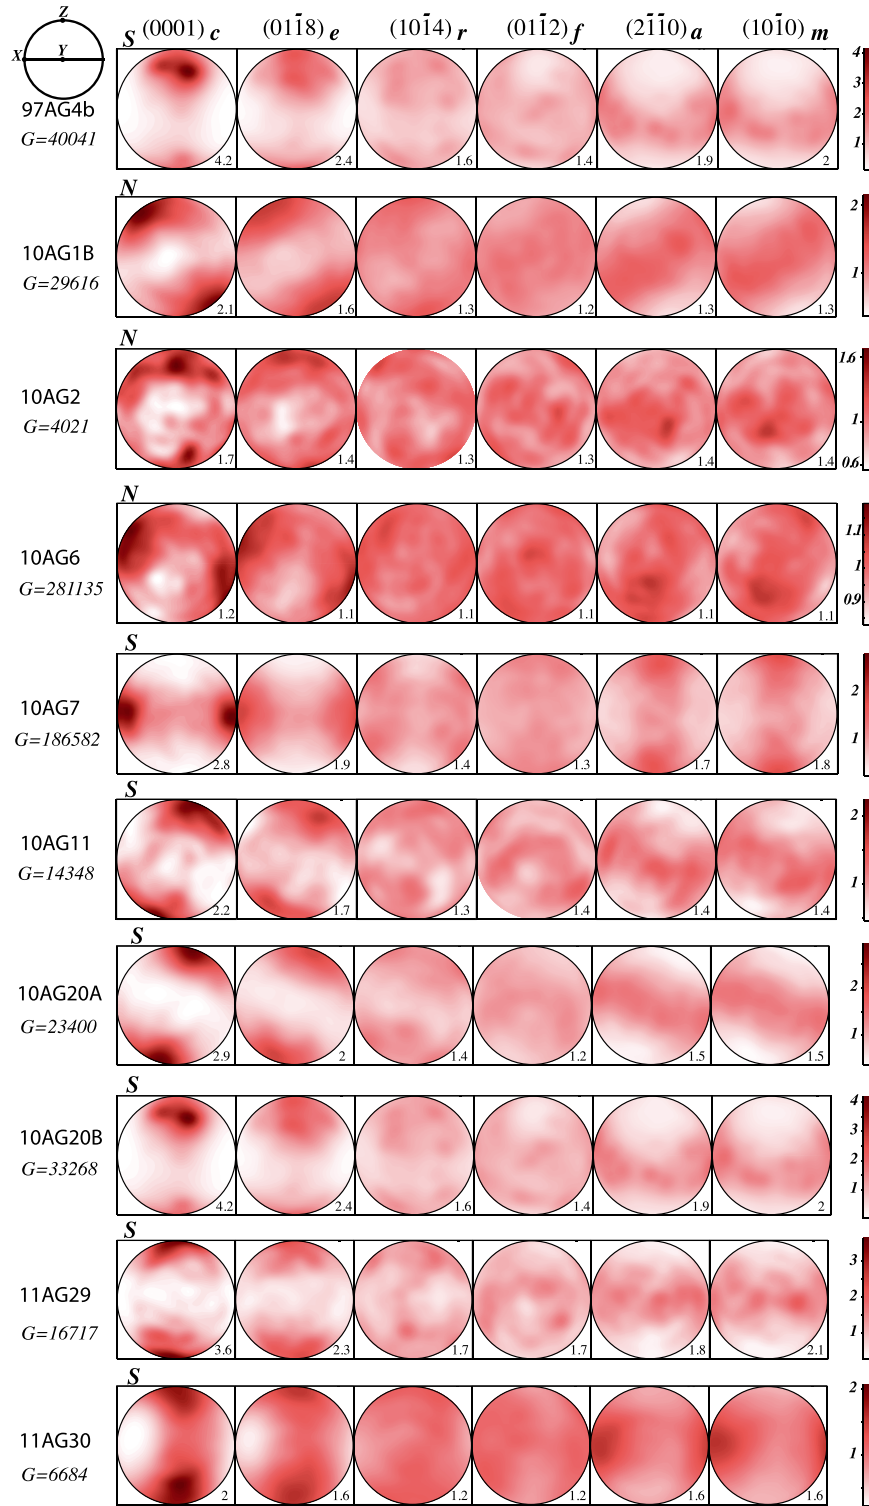 Z
X Y
S (0001) c (011̄8) e (101̄4) r (011̄2) f (21̄1̄0) a (101̄0) m
97AG4b
G=40041
4.2 2.4 1.6 1.4 1.9 2
4
3
2
1
N
10AG1B
G=29616
2.1 1.6 1.3 1.2 1.3 1.3
2
1
N
10AG2
G=4021
1.7 1.4 1.3 1.3 1.4 1.4
1.6
1
0.6
N
10AG6
G=281135
1.2 1.1 1.1 1.1 1.1 1.1
1.1
1
0.9
S
10AG7
G=186582
2.8 1.9 1.4 1.3 1.7 1.8
2
1
S
10AG11
G=14348
2.2 1.7 1.3 1.4 1.4 1.4
2
1
S
10AG20A
G=23400
2.9 2 1.4 1.2 1.5 1.5
2
1
S
10AG20B
G=33268
4.2 2.4 1.6 1.4 1.9 2
4
3
2
1
S
11AG29
G=16717
3.6 2.3 1.7 1.7 1.8 2.1
3
2
1
S
11AG30
G=6684
2 1.6 1.2 1.2 1.6 1.6
2
1